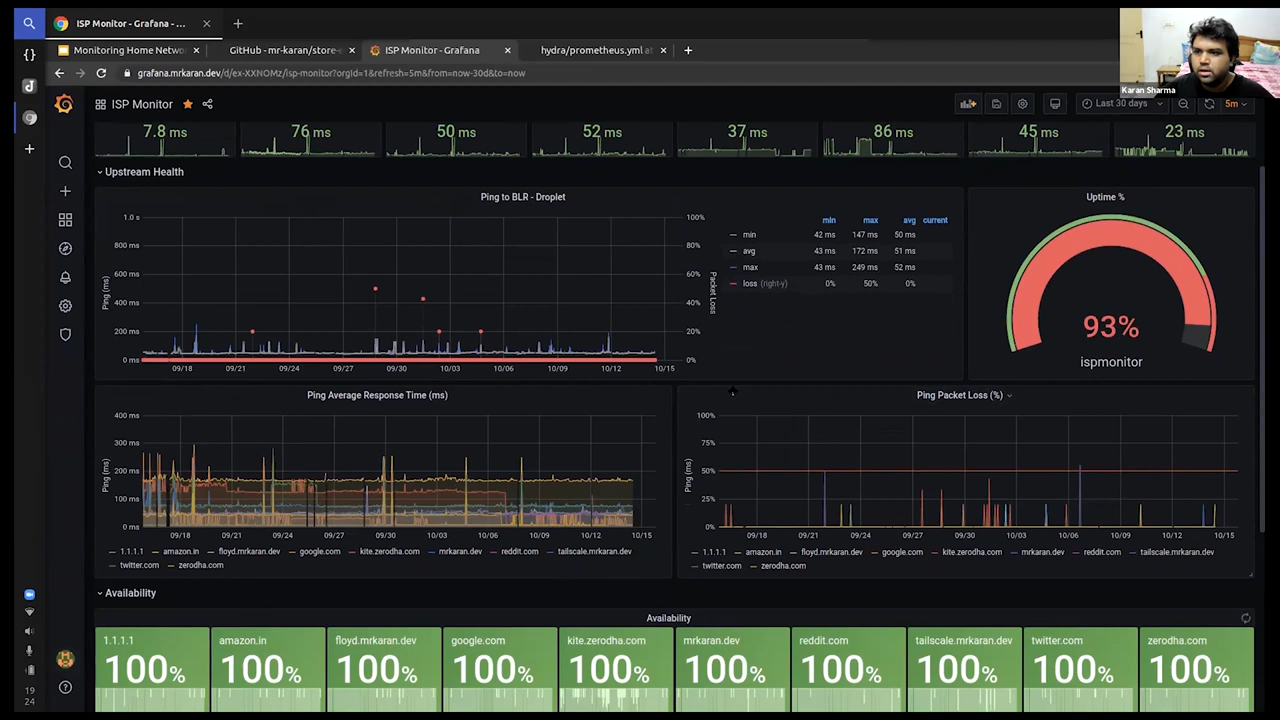 ISP Monitor - Grafana - ...
Monitoring Home Netwo
GitHub - mr-karan/store-e
ISP Monitor - Grafana
hydra/prometheus.yml at
grafana.mrkaran.dev/d/ex-XXNOMz/isp-monitor?orgId=1&refresh=5m&from=now-30d&to=now
Karan Sharma
ISP Monitor
Last 30 days
5m
7.8 ms
76 ms
50 ms
52 ms
37 ms
86 ms
45 ms
23 ms
Upstream Health
Ping to BLR - Droplet
1.0 s
800 ms
600 ms
400 ms
200 ms
0 ms
Ping (ms)
100%
80%
60%
40%
20%
0%
Packet Loss
09/18 09/21 09/24 09/27 09/30 10/03 10/06 10/09 10/12 10/15
min max avg current
min 42 ms 147 ms 50 ms
avg 43 ms 172 ms 51 ms
max 43 ms 249 ms 52 ms
loss (right-y) 0% 50% 0%
Uptime %
93%
ispmonitor
Ping Average Response Time (ms)
400 ms
300 ms
200 ms
100 ms
0 ms
Ping (ms)
09/18 09/21 09/24 09/27 09/30 10/03 10/06 10/09 10/12 10/15
1.1.1.1 amazon.in floyd.mrkaran.dev google.com kite.zerodha.com mrkaran.dev reddit.com tailscale.mrkaran.dev
twitter.com zerodha.com
Ping Packet Loss (%)
100%
75%
50%
25%
0%
Ping (ms)
09/18 09/21 09/24 09/27 09/30 10/03 10/06 10/09 10/12 10/15
1.1.1.1 amazon.in floyd.mrkaran.dev google.com kite.zerodha.com mrkaran.dev reddit.com tailscale.mrkaran.dev
twitter.com zerodha.com
Availability
Availability
1.1.1.1
100%
amazon.in
100%
floyd.mrkaran.dev
100%
google.com
100%
kite.zerodha.com
100%
mrkaran.dev
100%
reddit.com
100%
tailscale.mrkaran.dev
100%
twitter.com
100%
zerodha.com
100%
19
24